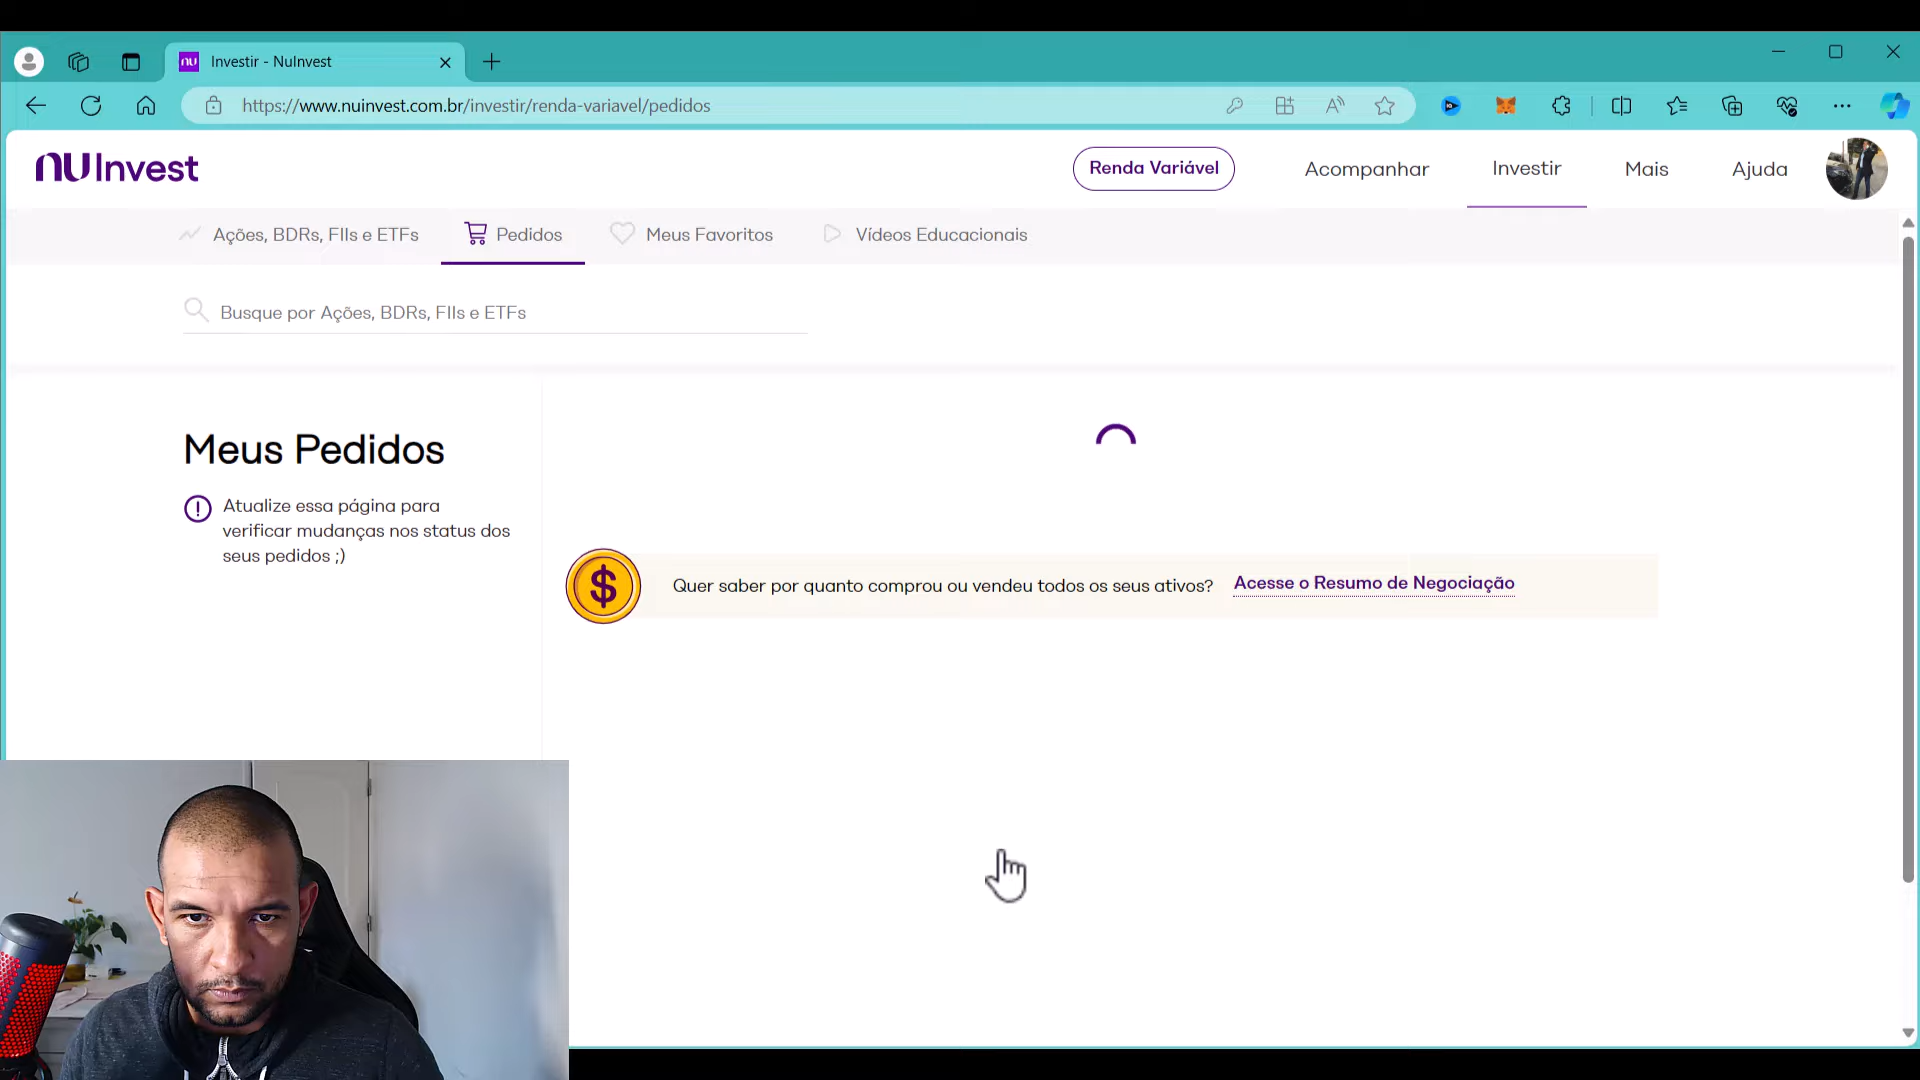 nu
Investir - NuInvest
https://www.nuinvest.com.br/investir/renda-variavel/pedidos
nu Invest
Renda Variável
Acompanhar
Investir
Mais
Ajuda
Ações, BDRs, FIIs e ETFs
Pedidos
Meus Favoritos
Vídeos Educacionais
Busque por Ações, BDRs, FIIs e ETFs
Meus Pedidos
Atualize essa página para
verificar mudanças nos status dos
seus pedidos ;)
$
Quer saber por quanto comprou ou vendeu todos os seus ativos? Acesse o Resumo de Negociação